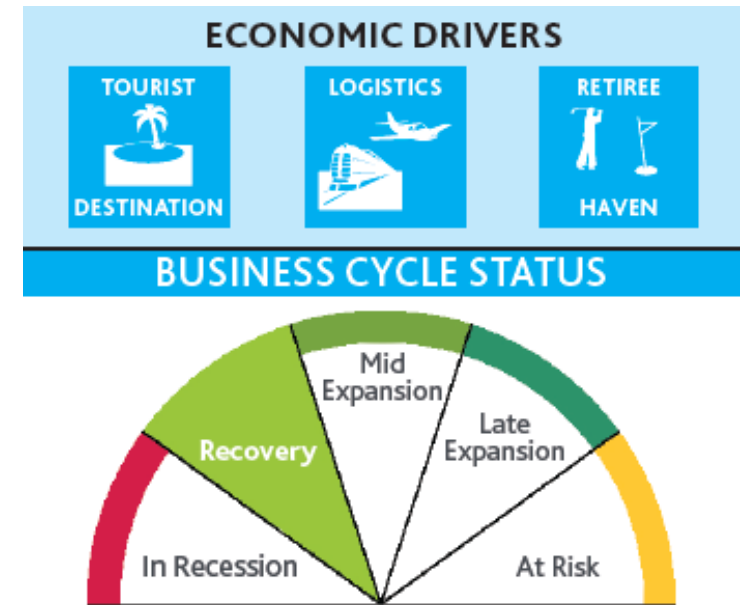 ECONOMIC DRIVERS
TOURIST
DESTINATION
LOGISTICS
RETIREE
HAVEN
BUSINESS CYCLE STATUS
In Recession
Recovery
Mid
Expansion
Late
Expansion
At Risk